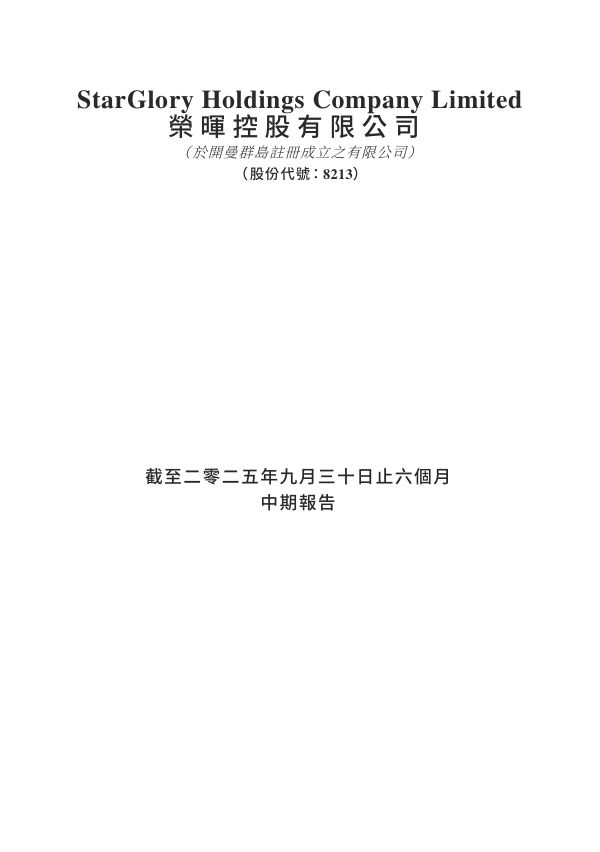 StarGlory Holdings Company Limited
榮暉控股有限公司
（於開曼群島註冊成立之有限公司）
（股份代號：8213）
截至二零二五年九月三十日止六個月
中期報告